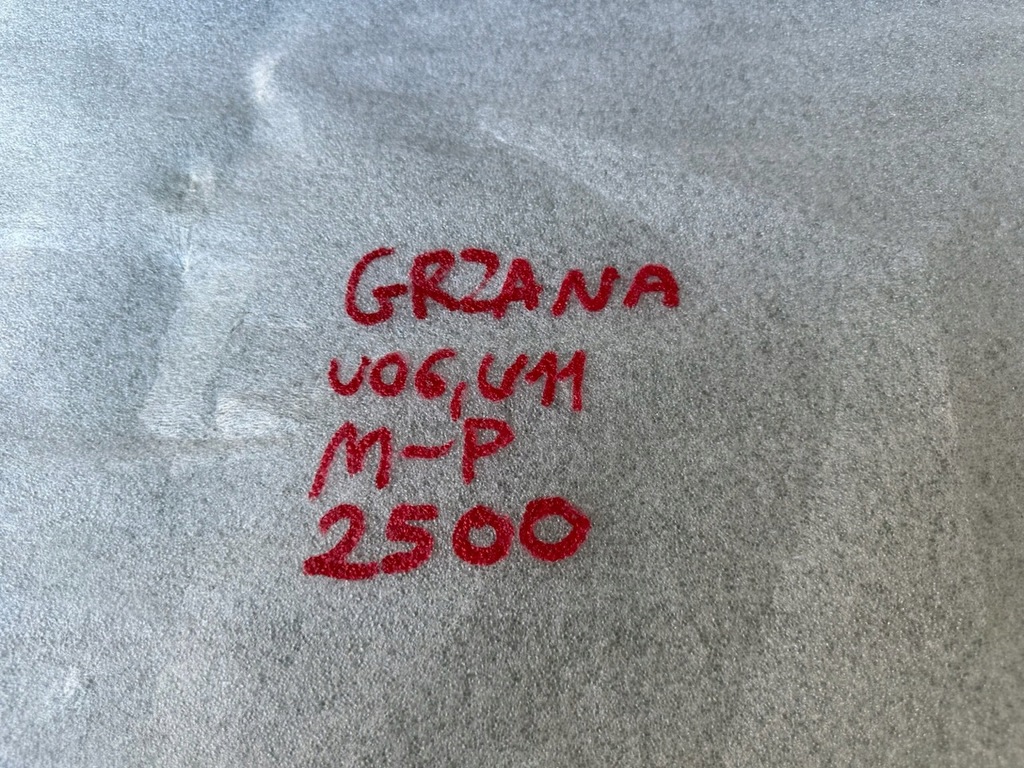 GRZANA
U06, U11
M-P
2500